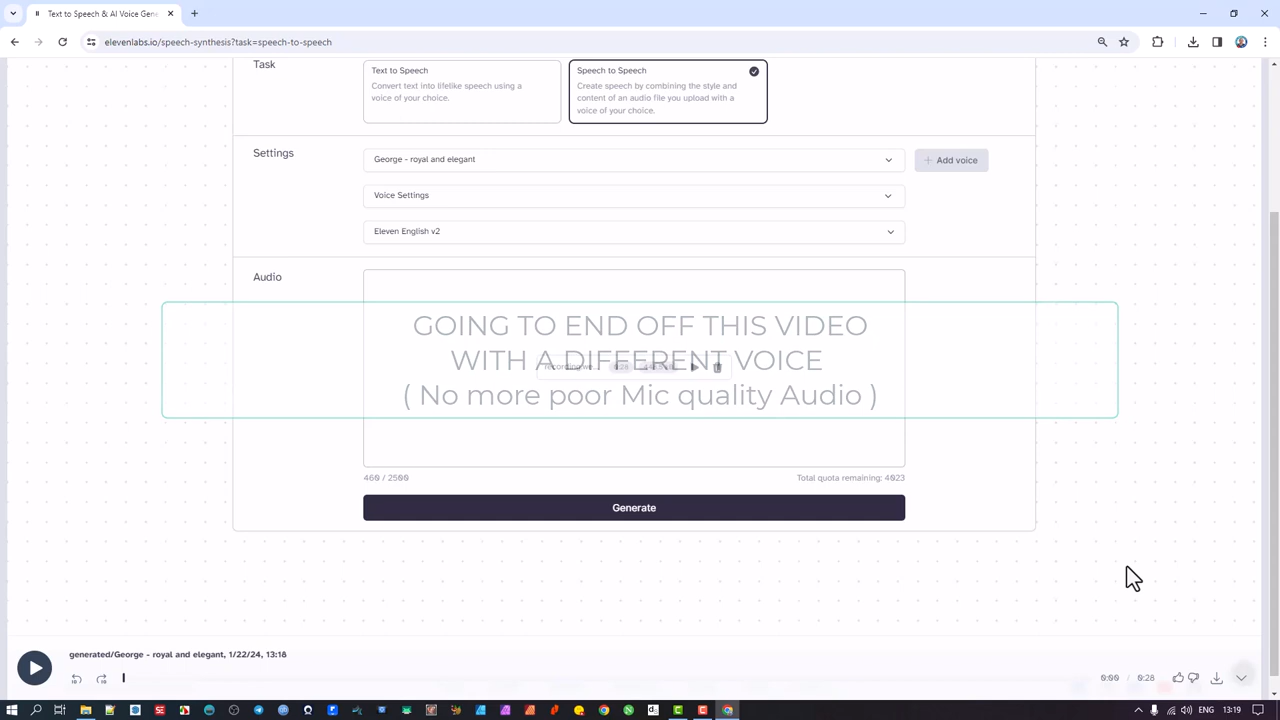 Text to Speech & AI Voice Gene
elevenlabs.io/speech-synthesis?task=speech-to-speech
Task
Text to Speech
Convert text into lifelike speech using a
voice of your choice.
Speech to Speech
Create speech by combining the style and
content of an audio file you upload with a
voice of your choice.
Settings
George - royal and elegant
Add voice
Voice Settings
Eleven English v2
Audio
GOING TO END OFF THIS VIDEO
WITH A DIFFERENT VOICE
( No more poor Mic quality Audio )
460 / 2500
Total quota remaining: 4023
Generate
generated/George - royal and elegant, 1/22/24, 13:18
0:00 / 0:28
ENG
13:19